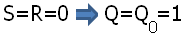 S=R=0 ➡ Q=Q₀=1